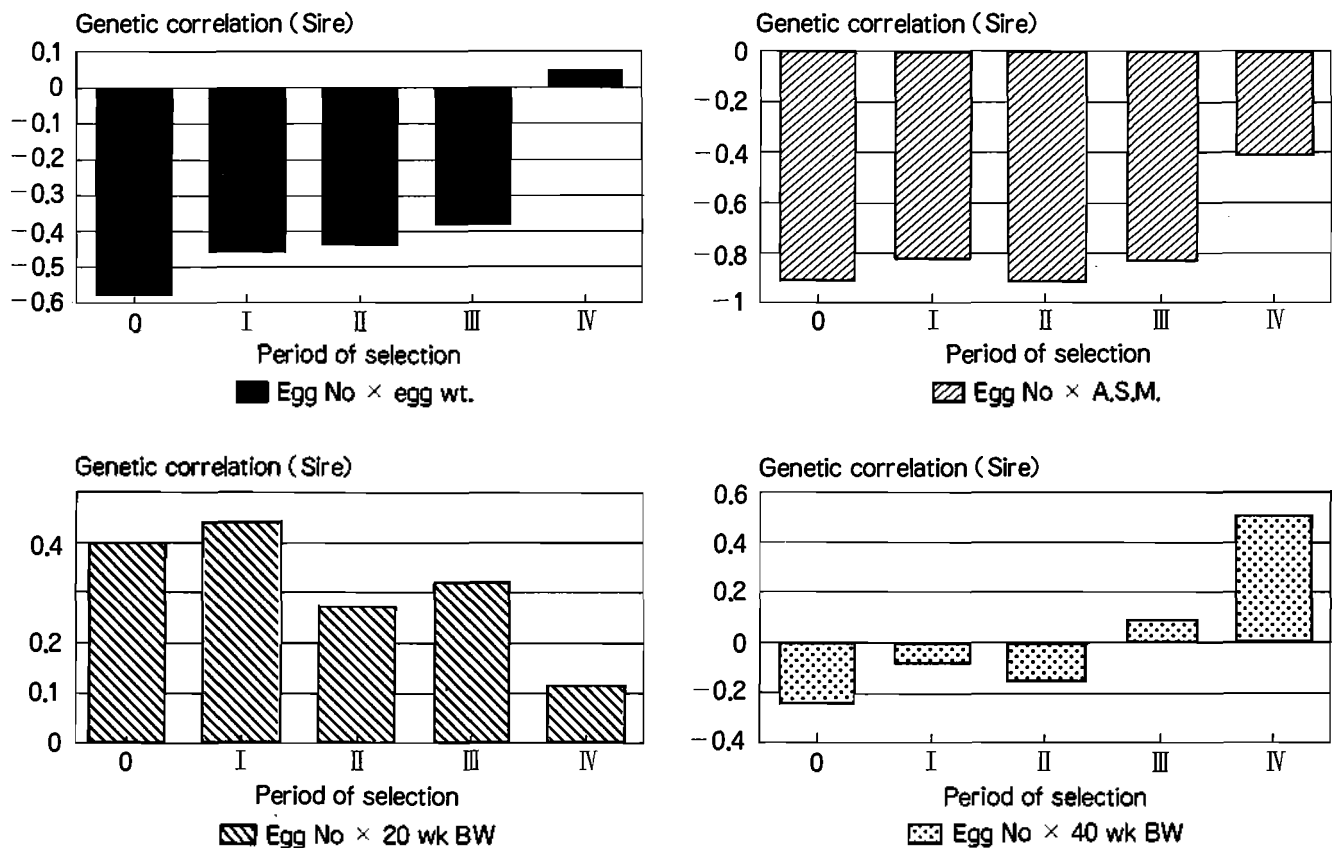 Genetic correlation (Sire)
0.1
0
−0.1
−0.2
−0.3
−0.4
−0.5
−0.6
0 I II III IV
Period of selection
Egg No × egg wt.
Genetic correlation (Sire)
0
−0.2
−0.4
−0.6
−0.8
−1
0 I II III IV
Period of selection
Egg No × A.S.M.
Genetic correlation (Sire)
0.4
0.2
0.1
0
0 I II III IV
Period of selection
Egg No × 20 wk BW
Genetic correlation (Sire)
0.6
0.4
0.2
0
−0.2
−0.4
0 I II III IV
Period of selection
Egg No × 40 wk BW